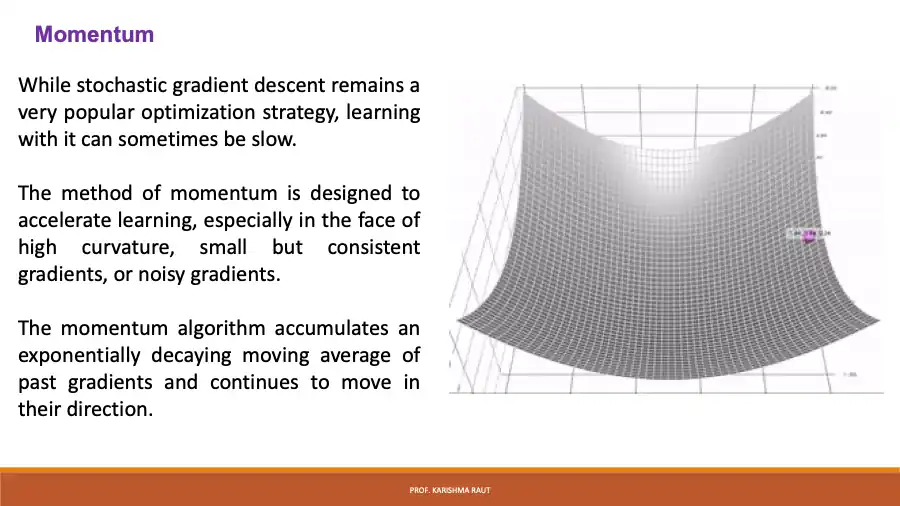 Momentum
While stochastic gradient descent remains a
very popular optimization strategy, learning
with it can sometimes be slow.
The method of momentum is designed to
accelerate learning, especially in the face of
high curvature, small but consistent
gradients, or noisy gradients.
The momentum algorithm accumulates an
exponentially decaying moving average of
past gradients and continues to move in
their direction.
PROF. KARISHMA RAUT